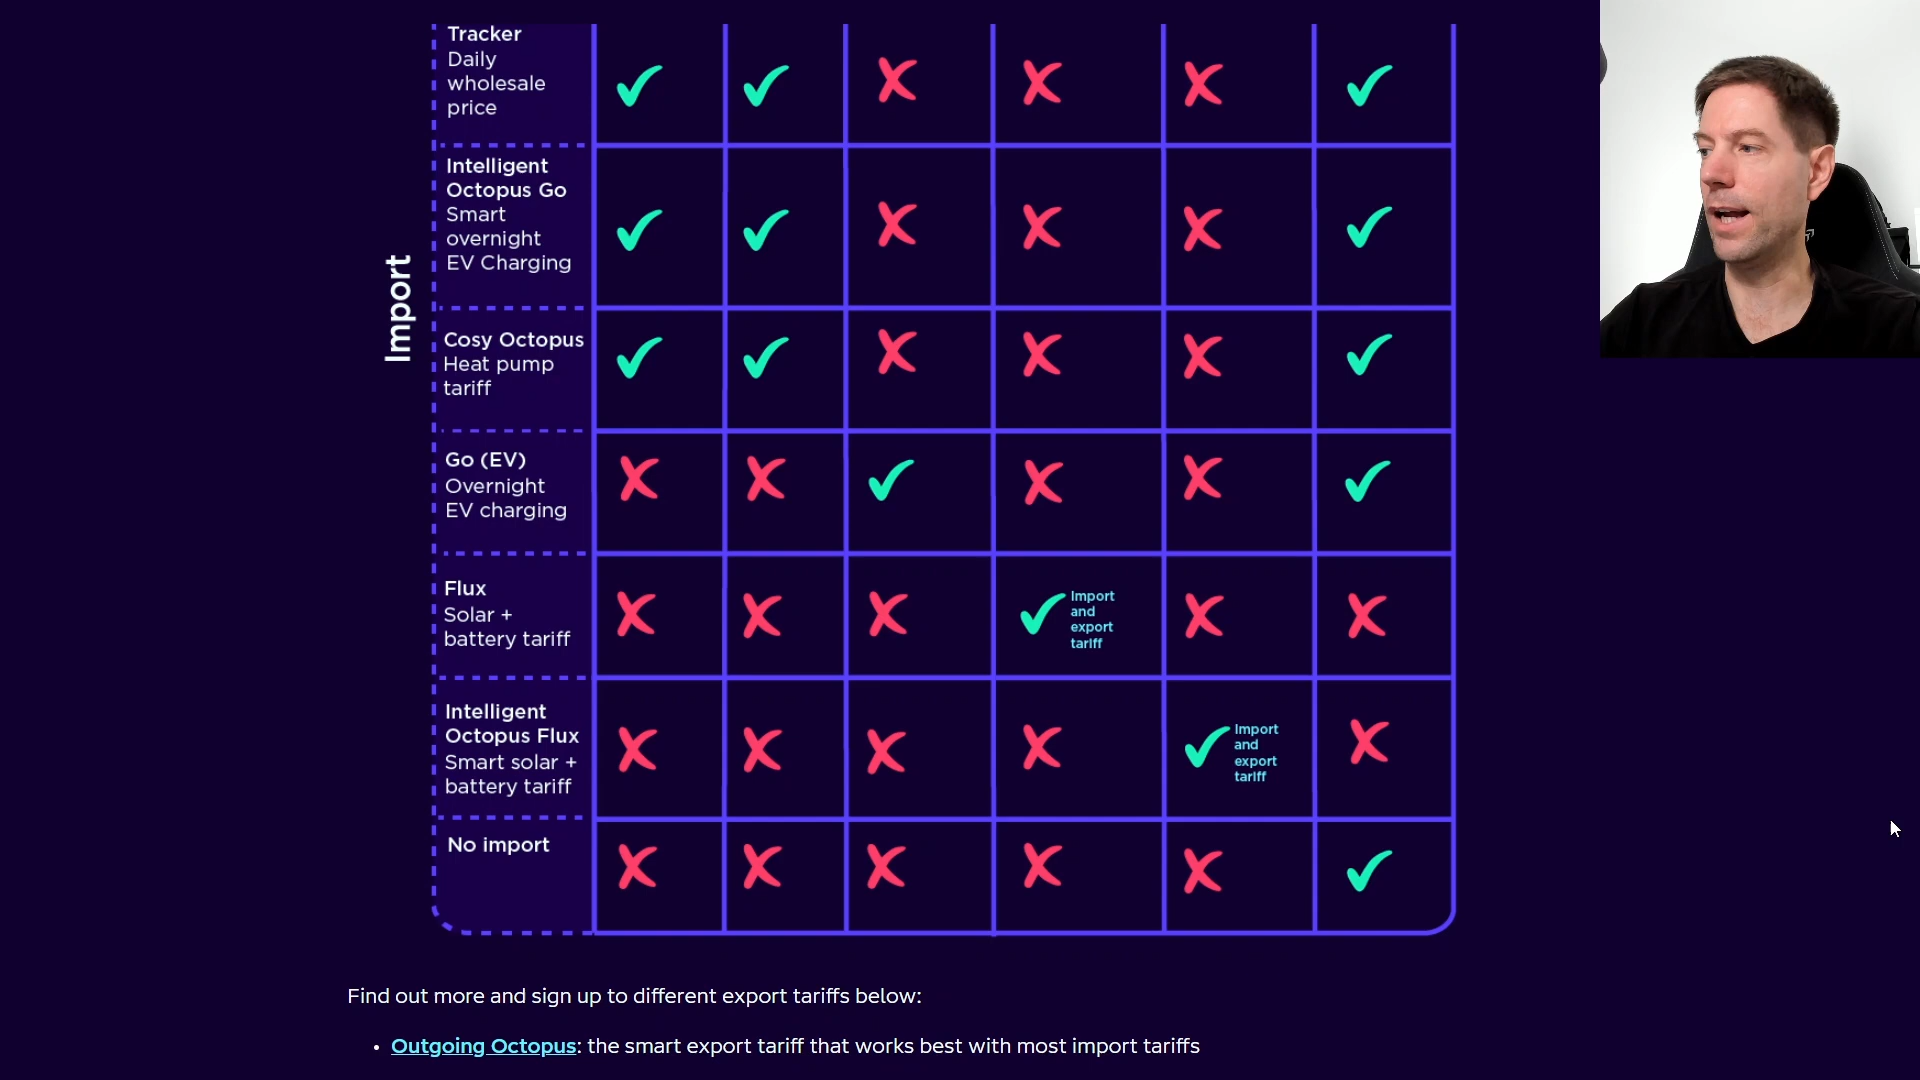 Import
Tracker
Daily
wholesale
price
Intelligent
Octopus Go
Smart
overnight
EV Charging
Cosy Octopus
Heat pump
tariff
Go (EV)
Overnight
EV charging
Flux
Solar +
battery tariff
Import
and
export
tariff
Intelligent
Octopus Flux
Smart solar +
battery tariff
Import
and
export
tariff
No import
Find out more and sign up to different export tariffs below:
• Outgoing Octopus: the smart export tariff that works best with most import tariffs